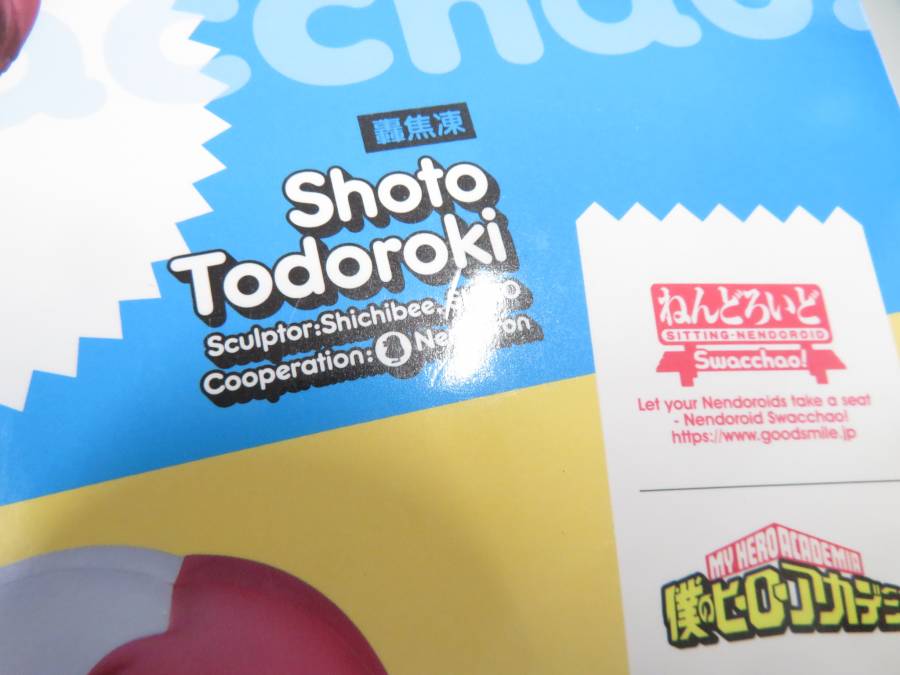 acchao!
轟焦凍
Shoto
Todoroki
Sculptor:Shichibee.
Cooperation:
ねんどろいど
SITTING-NENDOROID
Swacchao!
Let your Nendoroids take a seat
- Nendoroid Swacchao!
https://www.goodsmile.jp
MY HERO ACADEMIA
僕のヒーローアカデミ